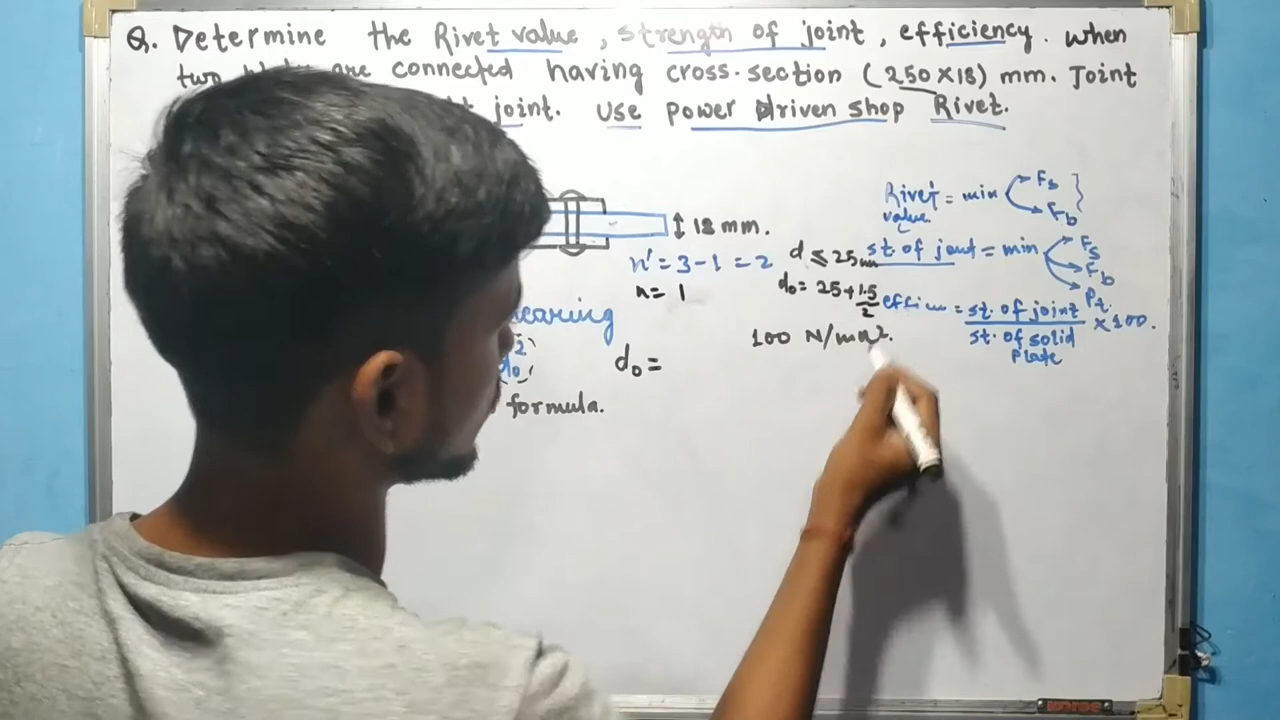 Q. Determine the Rivet value, strength of joint, efficiency. when
two are connected having cross-section (250×18) mm. Joint
joint. Use power Driven shop Rivet.
18 mm.
n' = 3-1 = 2
n = 1
d ≤ 25mm
d₀ = 25 + 1.5/2
earing
d₀²
formula.
d₀ =
100 N/mm².
Rivet value = min Fs Fb
st. of joint = min Fs Fb Pt
= st. of joint / st. of solid plate × 100.